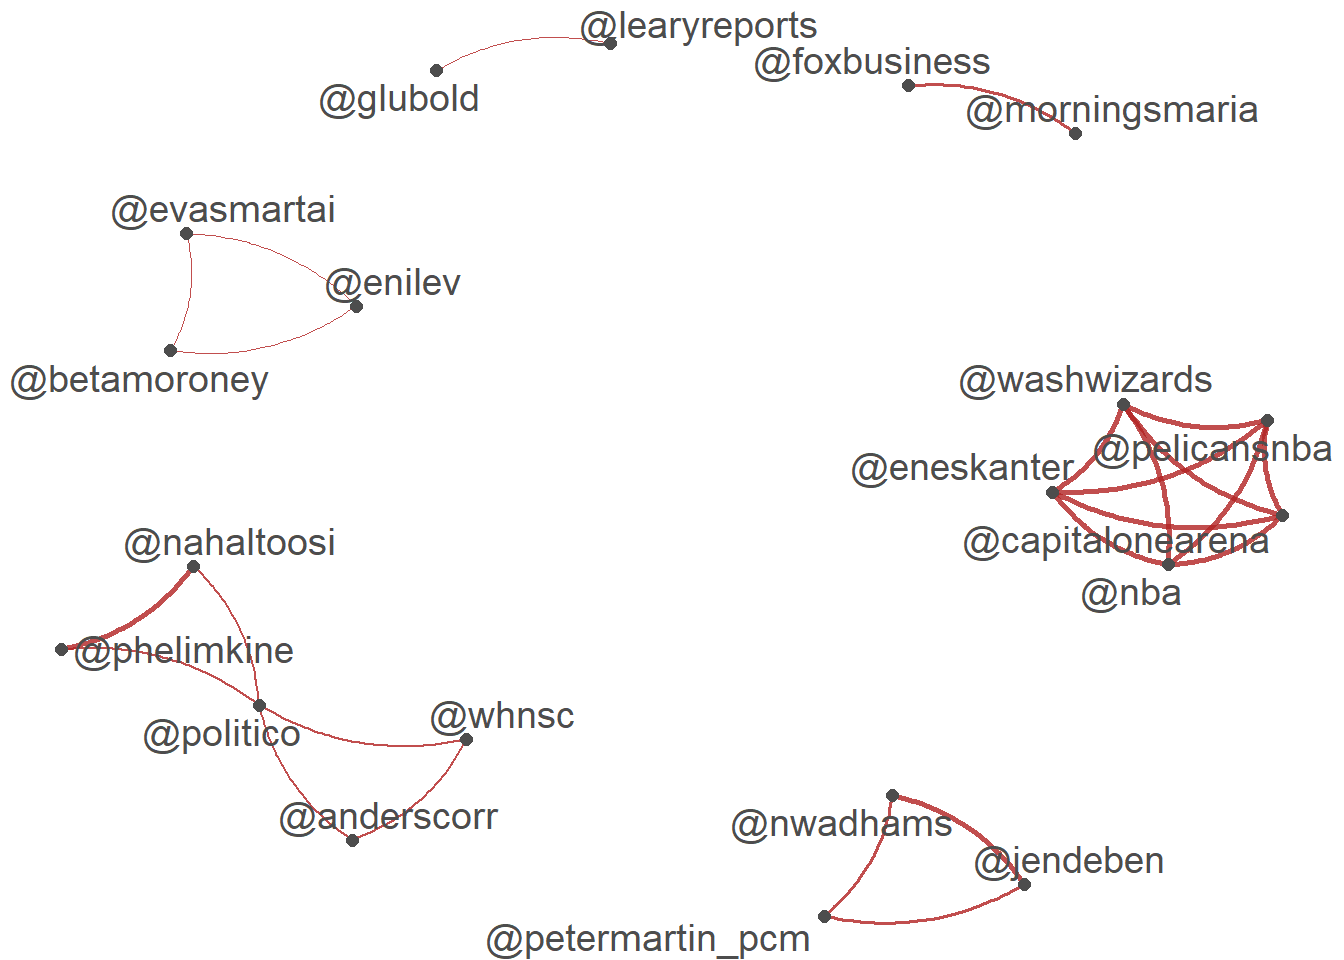 @learyreports
@foxbusiness
@glubold
@morningsmaria
@evasmartai
@enilev
@betamoroney
@washwizards
@pelicansnba
@eneskanter
@nahaltoosi
@capitalonearena
@nba
@phelimkine
@whnsc
@politico
@anderscorr
@nwadhams
@jendeben
@petermartin_pcm